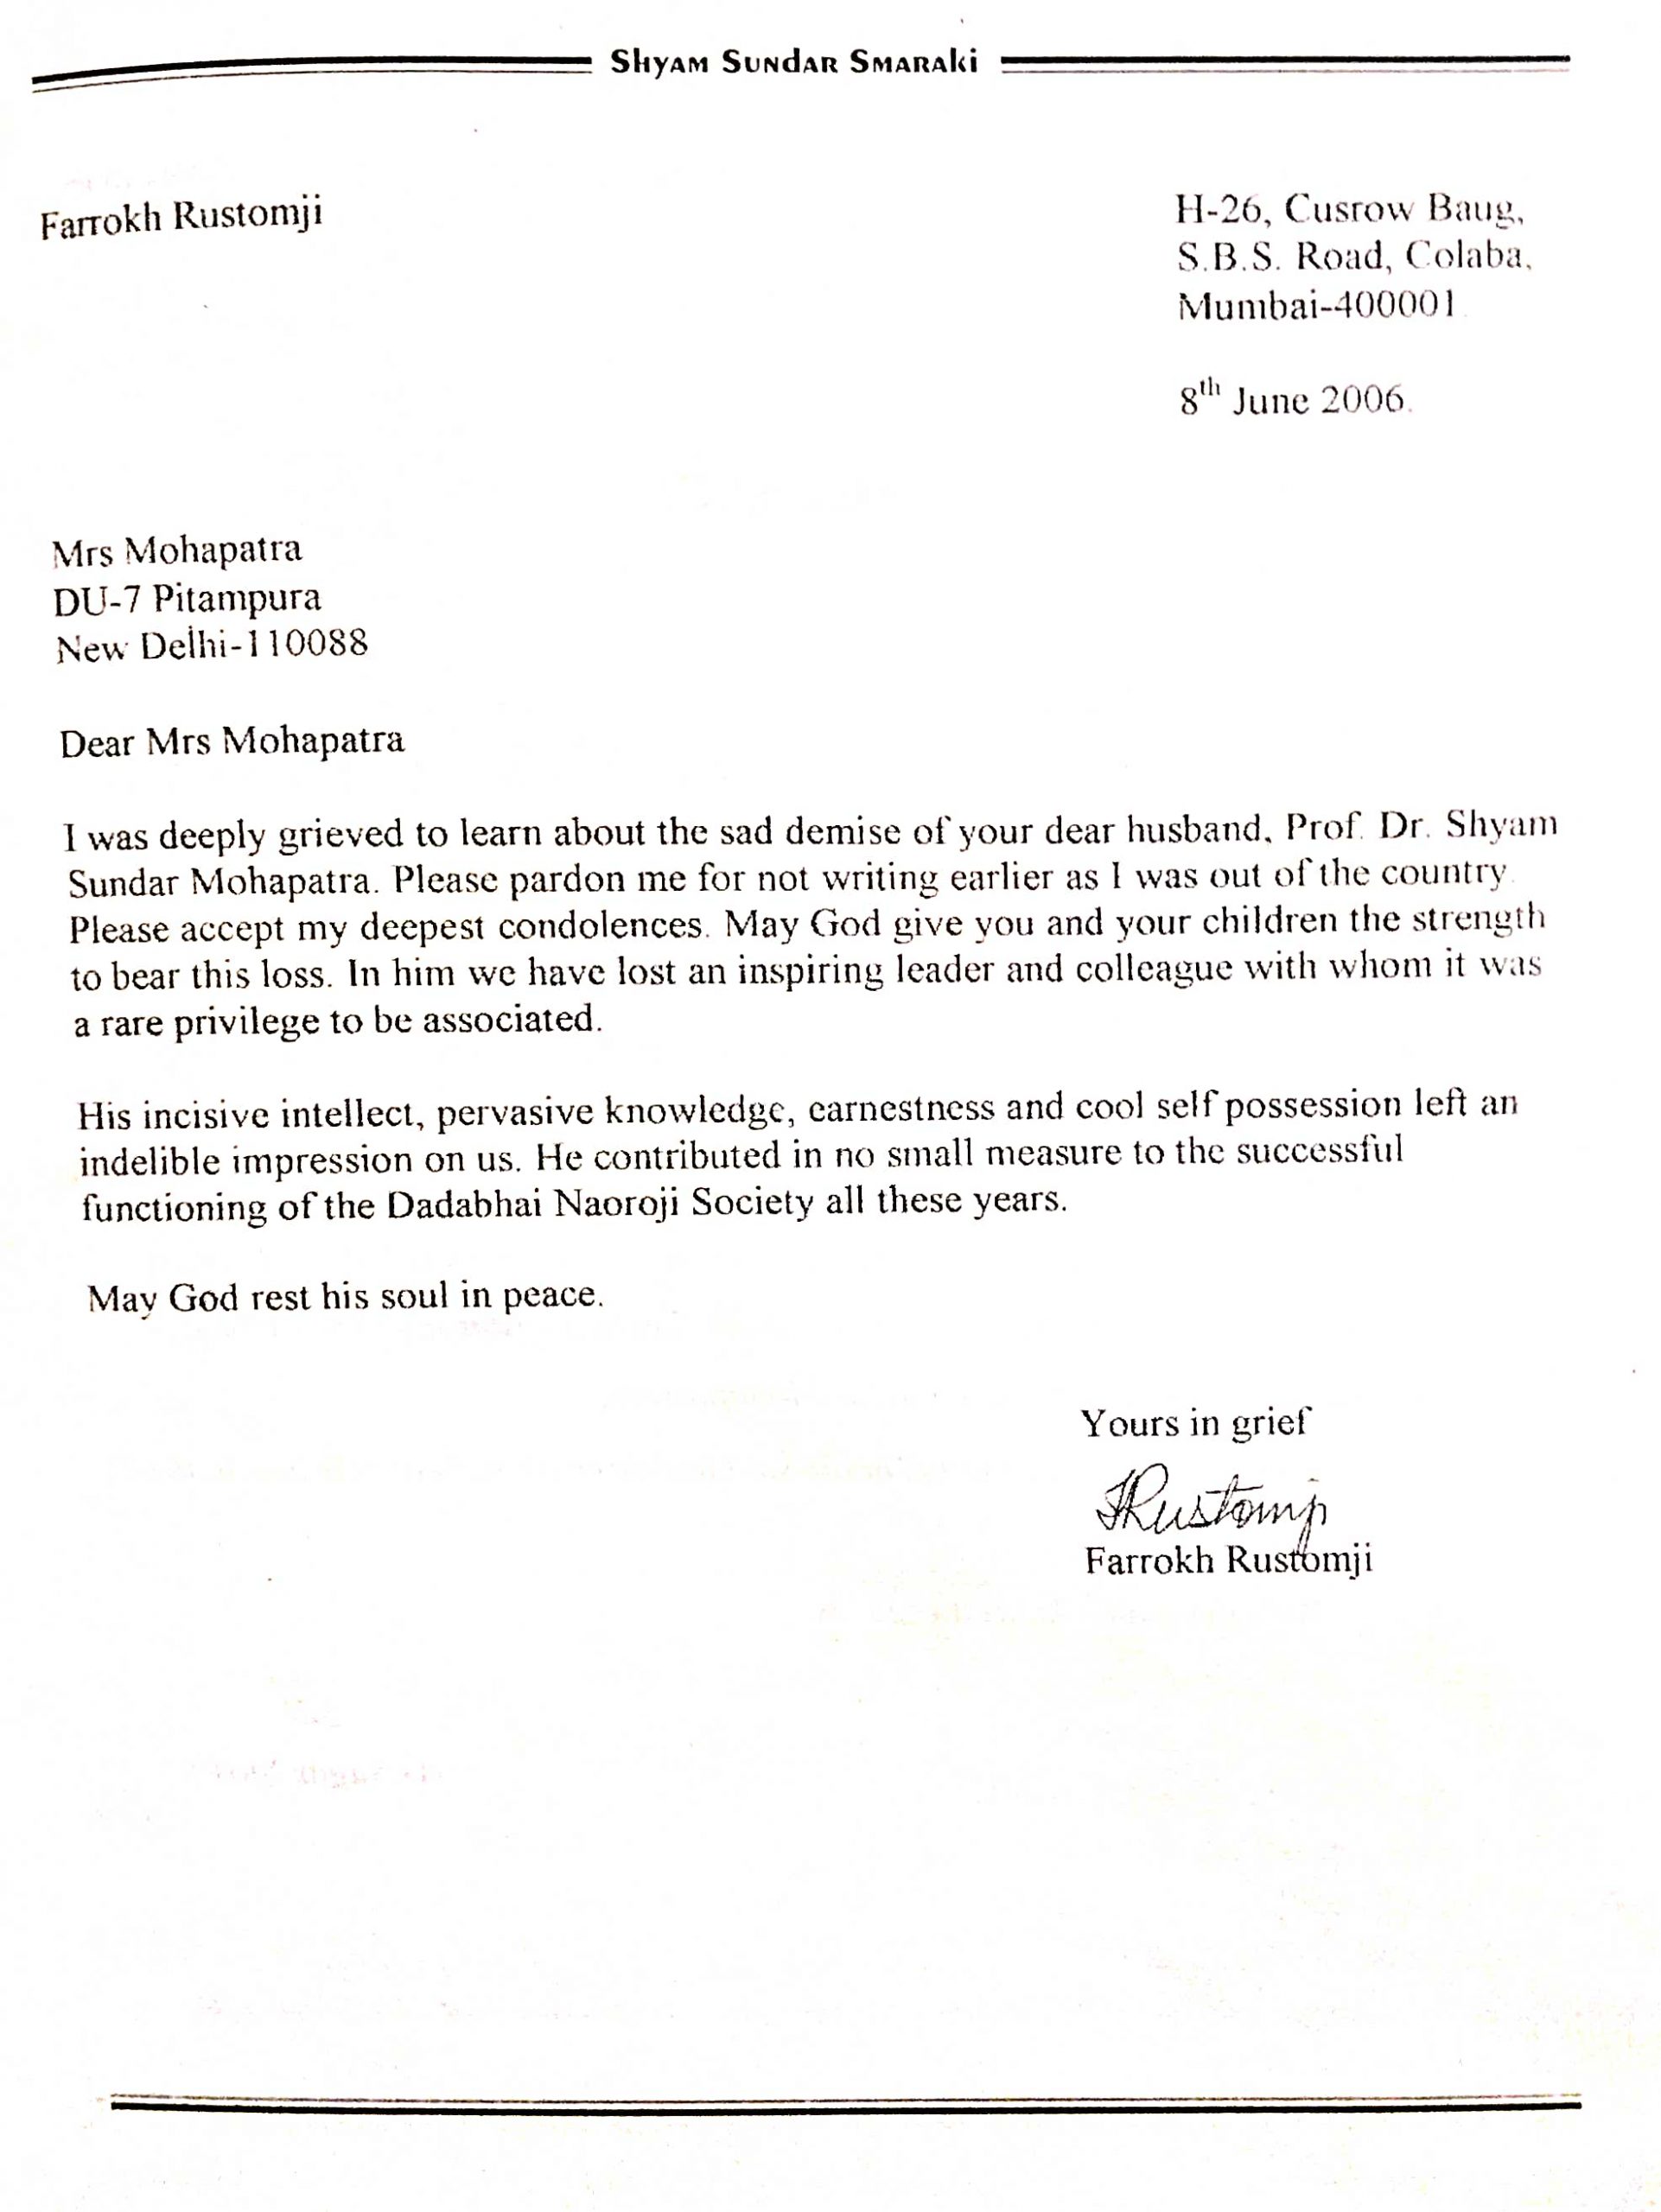 Shyam Sundar Smaraki
Farrokh Rustomji
H-26, Cusrow Baug,
S.B.S. Road, Colaba,
Mumbai-400001
8th June 2006.
Mrs Mohapatra
DU-7 Pitampura
New Delhi-110088
Dear Mrs Mohapatra
I was deeply grieved to learn about the sad demise of your dear husband, Prof. Dr. Shyam
Sundar Mohapatra. Please pardon me for not writing earlier as I was out of the country.
Please accept my deepest condolences. May God give you and your children the strength
to bear this loss. In him we have lost an inspiring leader and colleague with whom it was
a rare privilege to be associated.
His incisive intellect, pervasive knowledge, earnestness and cool self possession left an
indelible impression on us. He contributed in no small measure to the successful
functioning of the Dadabhai Naoroji Society all these years.
May God rest his soul in peace.
Yours in grief
FRustomji
Farrokh Rustomji